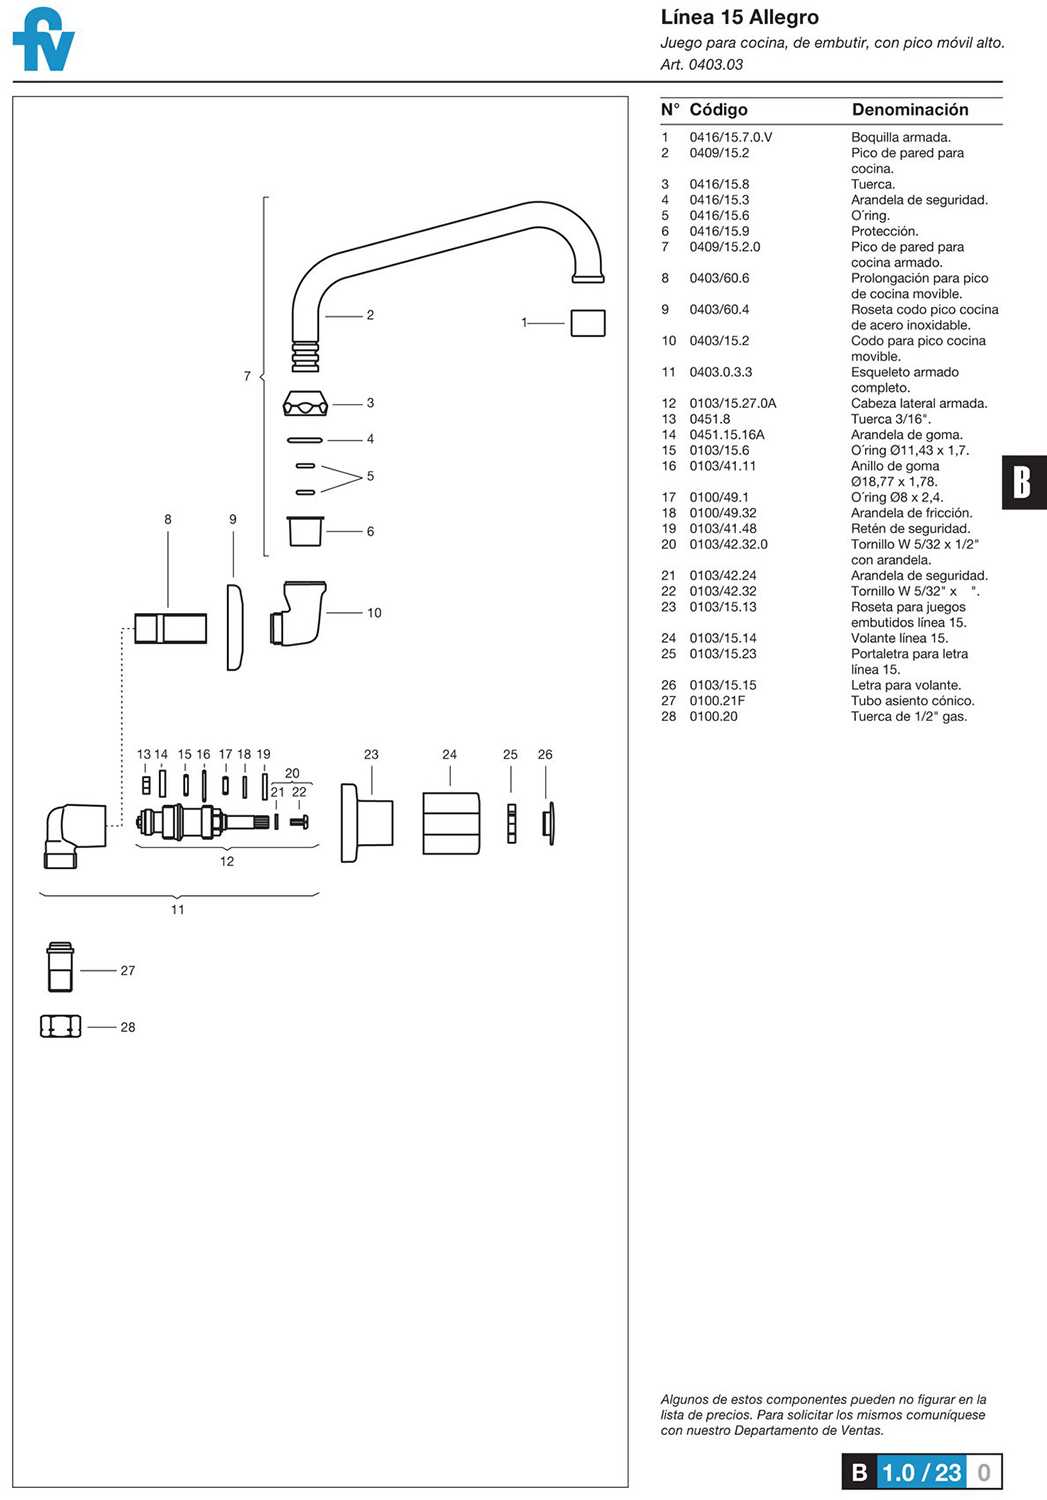 fv
Línea 15 Allegro
Juego para cocina, de embutir, con pico móvil alto.
Art. 0403.03
N° Código Denominación
1 0416/15.7.0.V Boquilla armada.
2 0409/15.2 Pico de pared para
cocina.
3 0416/15.8 Tuerca.
4 0416/15.3 Arandela de seguridad.
5 0416/15.6 O´ring.
6 0416/15.9 Protección.
7 0409/15.2.0 Pico de pared para
cocina armado.
8 0403/60.6 Prolongación para pico
de cocina movible.
9 0403/60.4 Roseta codo pico cocina
de acero inoxidable.
10 0403/15.2 Codo para pico cocina
movible.
11 0403.0.3.3 Esqueleto armado
completo.
12 0103/15.27.0A Cabeza lateral armada.
13 0451.8 Tuerca 3/16".
14 0451.15.16A Arandela de goma.
15 0103/15.6 O´ring Ø11,43 x 1,7.
16 0103/41.11 Anillo de goma
Ø18,77 x 1,78.
17 0100/49.1 O´ring Ø8 x 2,4.
18 0100/49.32 Arandela de fricción.
19 0103/41.48 Retén de seguridad.
20 0103/42.32.0 Tornillo W 5/32 x 1/2"
con arandela.
21 0103/42.24 Arandela de seguridad.
22 0103/42.32 Tornillo W 5/32" x ".
23 0103/15.13 Roseta para juegos
embutidos línea 15.
24 0103/15.14 Volante línea 15.
25 0103/15.23 Portaletra para letra
línea 15.
26 0103/15.15 Letra para volante.
27 0100.21F Tubo asiento cónico.
28 0100.20 Tuerca de 1/2" gas.
2
1
7
3
4
5
6
8 9
10
13 14 15 16 17 18 19 23 24 25 26
20
21 22
12
11
27
28
B
Algunos de estos componentes pueden no figurar en la
lista de precios. Para solicitar los mismos comuníquese
con nuestro Departamento de Ventas.
B 1.0 / 23 0